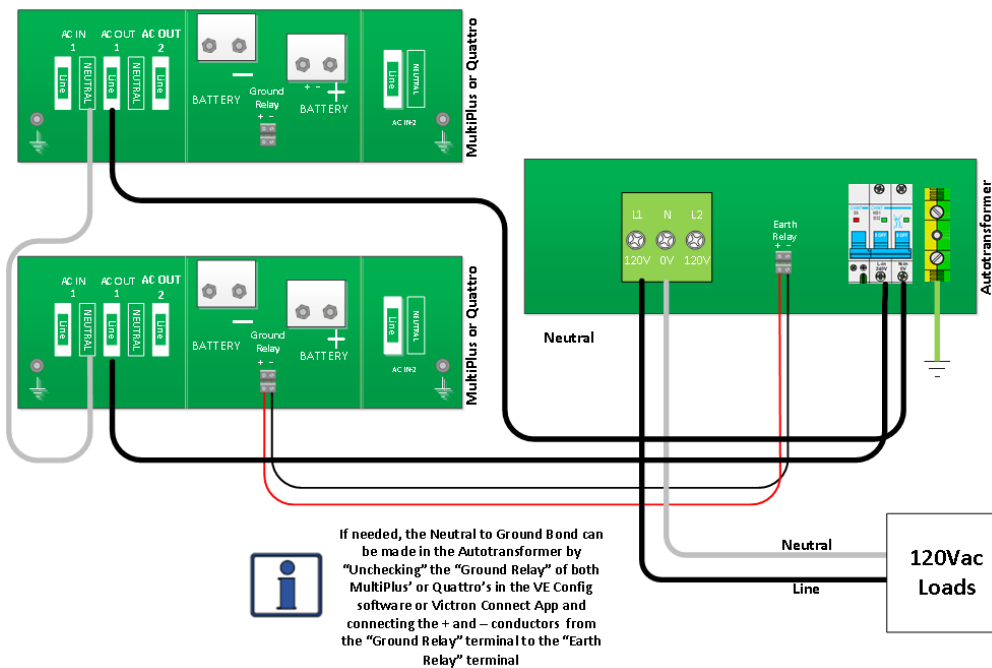 AC IN
1
AC OUT
1
AC OUT
2
Line
NEUTRAL
Line
NEUTRAL
Line
BATTERY
Ground
Relay
+ -
+ -
BATTERY
Line
NEUTRAL
AC IN-2
MultiPlus or Quattro
AC IN
1
AC OUT
1
AC OUT
2
Line
NEUTRAL
Line
NEUTRAL
Line
BATTERY
Ground
Relay
+ -
BATTERY
Line
NEUTRAL
AC IN-2
MultiPlus or Quattro
L1
N
L2
120V
0V
120V
Earth
Relay
+ -
Autotransformer
Neutral
Neutral
Line
120Vac
Loads
If needed, the Neutral to Ground Bond can
be made in the Autotransformer by
“Unchecking” the “Ground Relay” of both
MultiPlus’ or Quattro’s in the VE Config
software or Victron Connect App and
connecting the + and – conductors from
the “Ground Relay” terminal to the “Earth
Relay” terminal